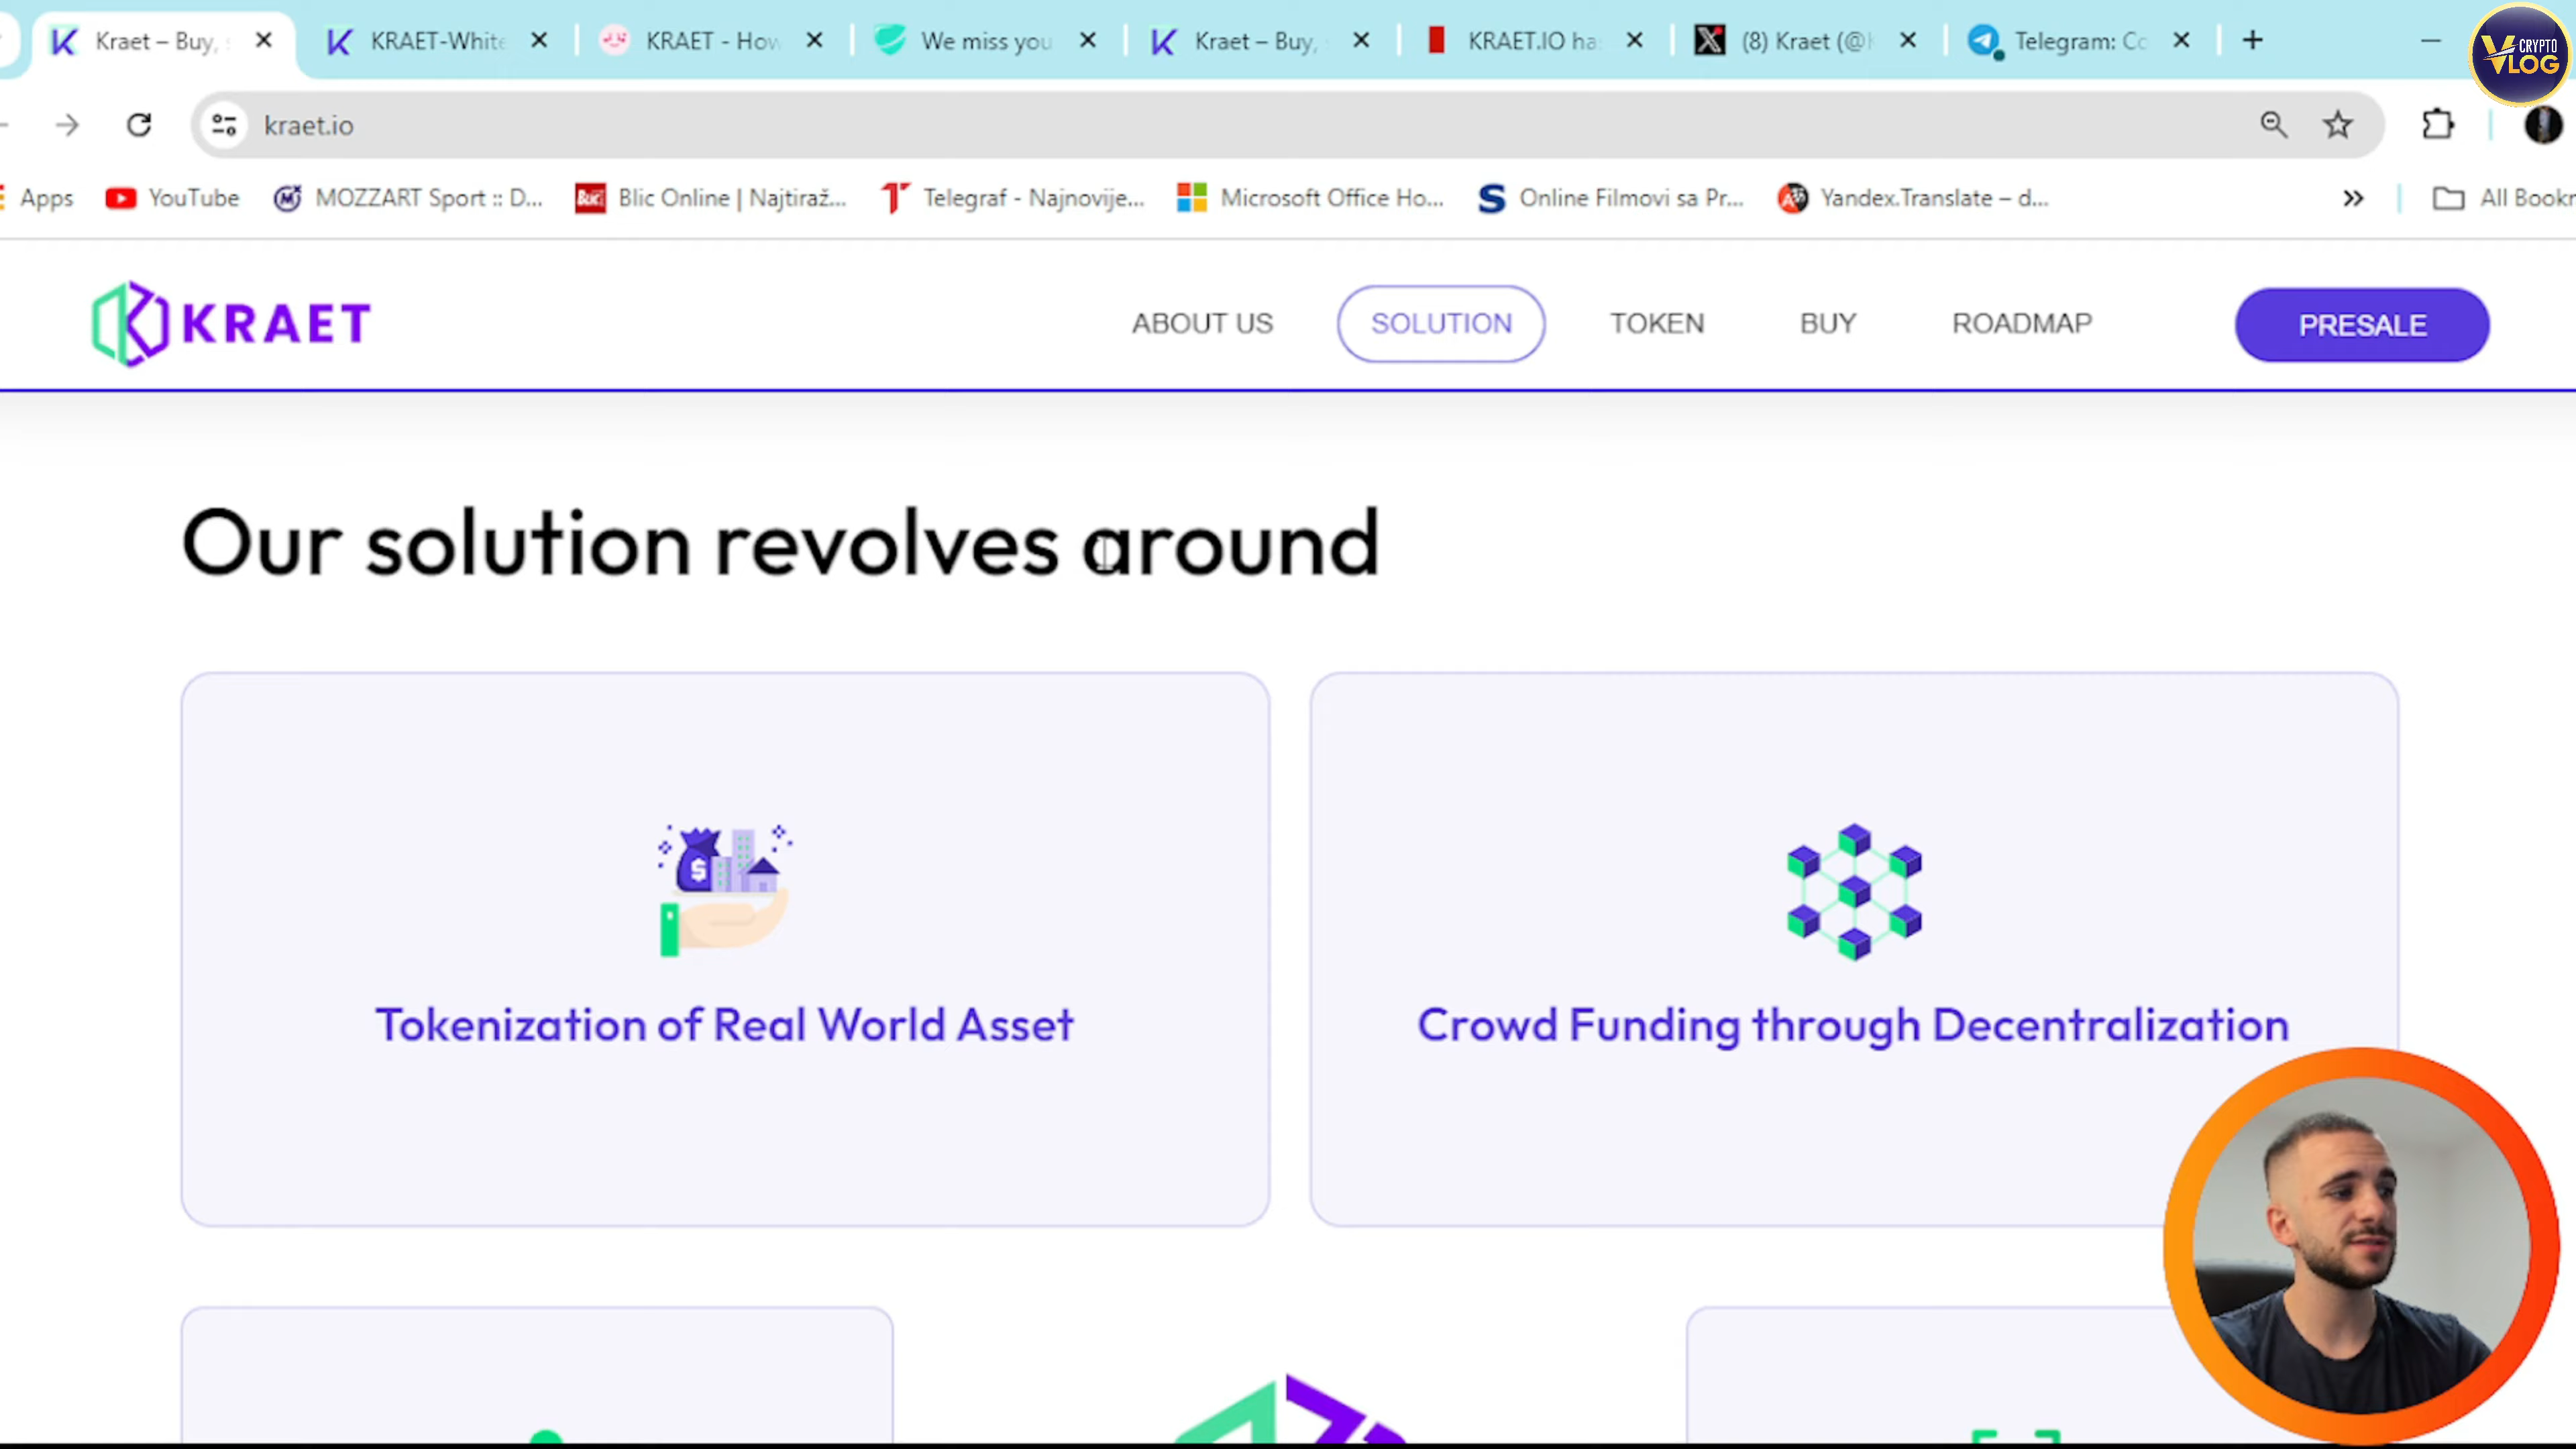 Kraet – Buy,
KRAET-White
KRAET - How
We miss you
Kraet – Buy,
KRAET.IO ha
(8) Kraet (@
Telegram: Co
CRYPTO
VLOG
kraet.io
Apps
YouTube
MOZZART Sport :: D...
Blic Online | Najtiraž...
Telegraf - Najnovije...
Microsoft Office Ho...
Online Filmovi sa Pr...
Yandex.Translate – d...
All Bookr
KRAET
ABOUT US
SOLUTION
TOKEN
BUY
ROADMAP
PRESALE
Our solution revolves around
Tokenization of Real World Asset
Crowd Funding through Decentralization